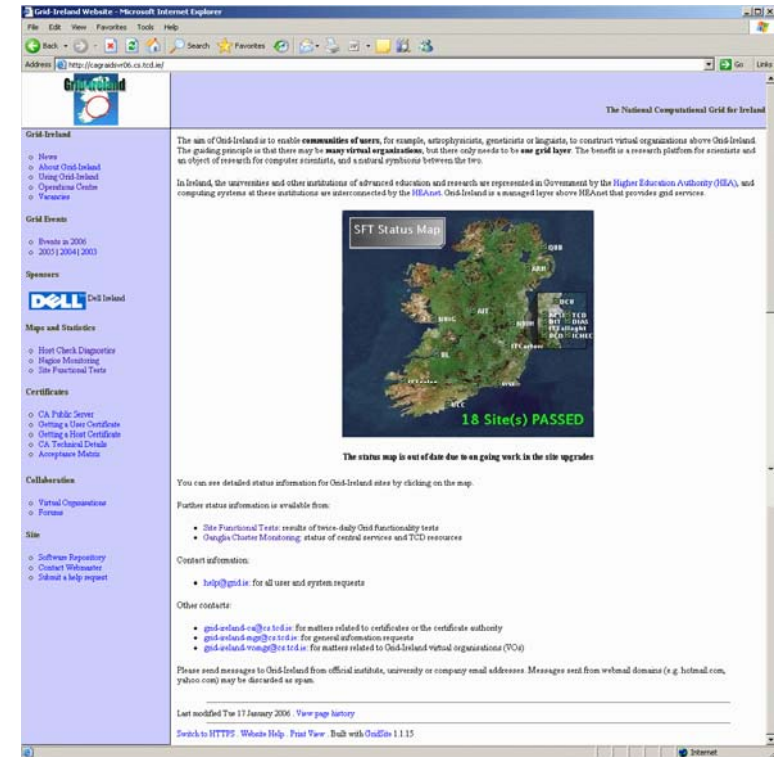 Grid-Ireland Website - Microsoft Internet Explorer
File Edit View Favorites Tools Help
Back Search Favorites
Address http://cagraidsvr06.cs.tcd.ie/ Go Links
Grid-Ireland
The National Computational Grid for Ireland
Grid-Ireland
News
About Grid-Ireland
Using Grid-Ireland
Operations Centre
Vacancies
Grid Events
Events in 2006
2005 | 2004 | 2003
Sponsors
DELL Dell Ireland
Maps and Statistics
Host Check Diagnostics
Nagios Monitoring
Site Functional Tests
Certificates
CA Public Server
Getting a User Certificate
Getting a Host Certificate
CA Technical Details
Acceptance Matrix
Collaboration
Virtual Organisations
Forums
Site
Software Repository
Contact Webmaster
Submit a help request
The aim of Grid-Ireland is to enable communities of users, for example, astrophysicists, geneticists or linguists, to construct virtual organizations above Grid-Ireland.
The guiding principle is that there may be many virtual organizations, but there only needs to be one grid layer. The benefit is a research platform for scientists and
an object of research for computer scientists, and a natural symbiosis between the two.
In Ireland, the universities and other institutions of advanced education and research are represented in Government by the Higher Education Authority (HEA), and
computing systems at these institutions are interconnected by the HEAnet. Grid-Ireland is a managed layer above HEAnet that provides grid services.
SFT Status Map
QUB
ARM
DCU
AIT
NUIG
NUIM
TCD
DIT DIAS
ITTallaght
UCD ICHEC
ITCarlow
UL
UCC
18 Site(s) PASSED
The status map is out of date due to on going work in the site upgrades
You can see detailed status information for Grid-Ireland sites by clicking on the map.
Further status information is available from:
Site Functional Tests: results of twice-daily Grid functionality tests
Ganglia Cluster Monitoring: status of central services and TCD resources
Contact information:
help@grid.ie: for all user and system requests
Other contacts:
grid-ireland-ca@cs.tcd.ie: for matters related to certificates or the certificate authority
grid-ireland-mgr@cs.tcd.ie: for general information requests
grid-ireland-vomgr@cs.tcd.ie: for matters related to Grid-Ireland virtual organisations (VOs)
Please send messages to Grid-Ireland from official institute, university or company email addresses. Messages sent from webmail domains (e.g. hotmail.com,
yahoo.com) may be discarded as spam.
Last modified Tue 17 January 2006 . View page history
Switch to HTTPS . Website Help . Print View . Built with GridSite 1.1.15
Internet